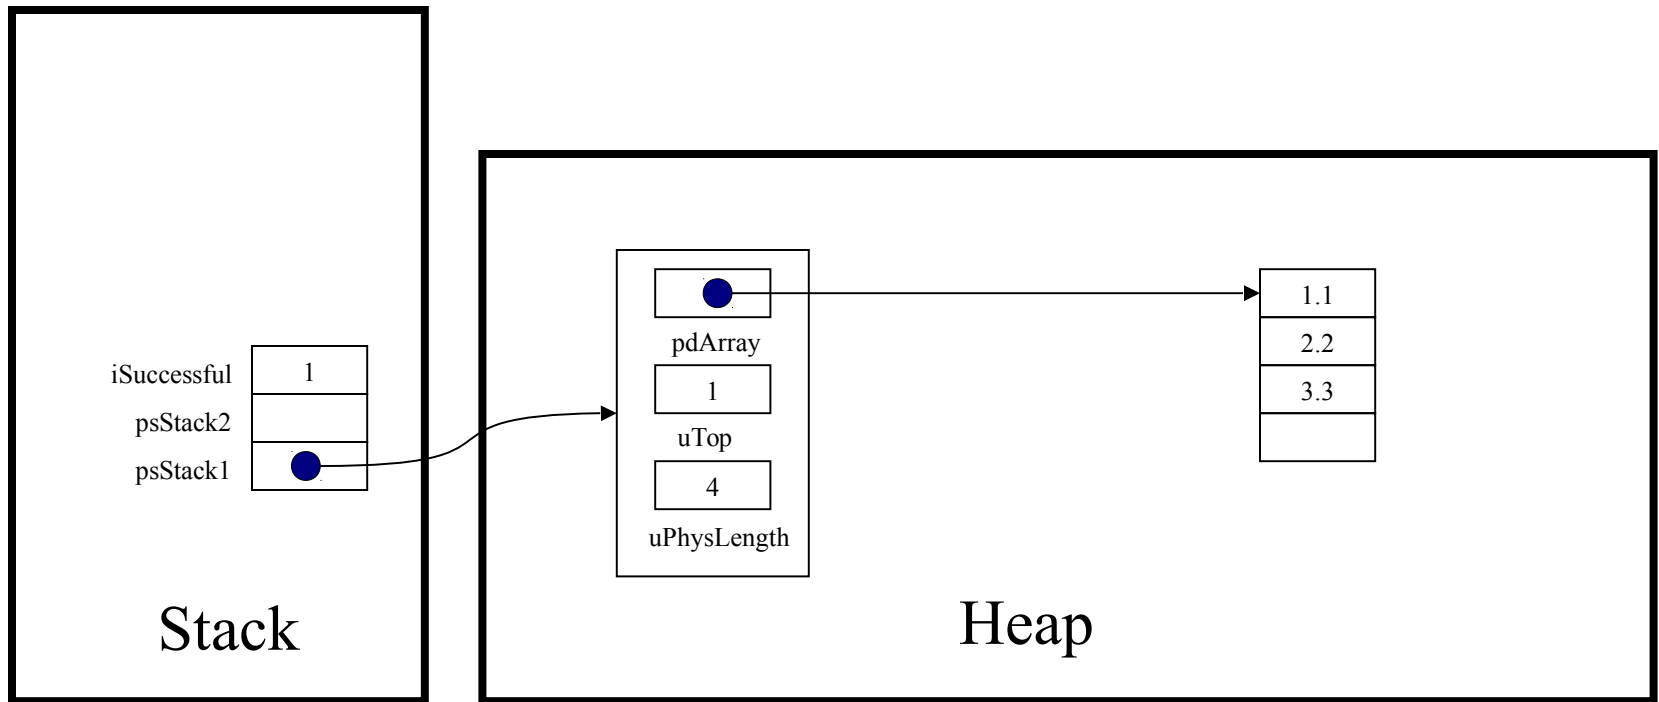 iSuccessful 1
psStack2
psStack1
Stack
pdArray
1
uTop
4
uPhysLength
1.1
2.2
3.3
Heap